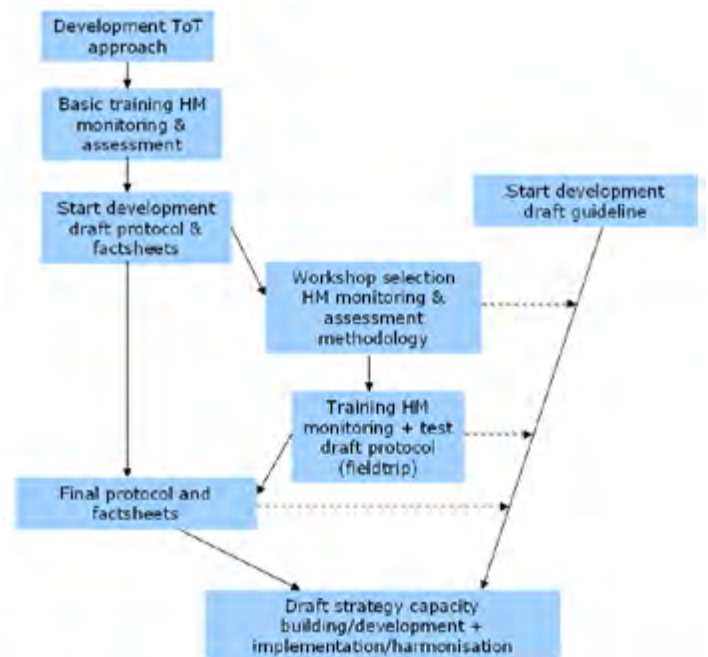 Development ToT
approach
Basic training HM
monitoring &
assessment
Start development
draft protocol &
factsheets
Start development
draft guideline
Workshop selection
HM monitoring &
assessment
methodology
Training HM
monitoring + test
draft protocol
(fieldtrip)
Final protocol and
factsheets
Draft strategy capacity
building/development +
implementation/harmonisation